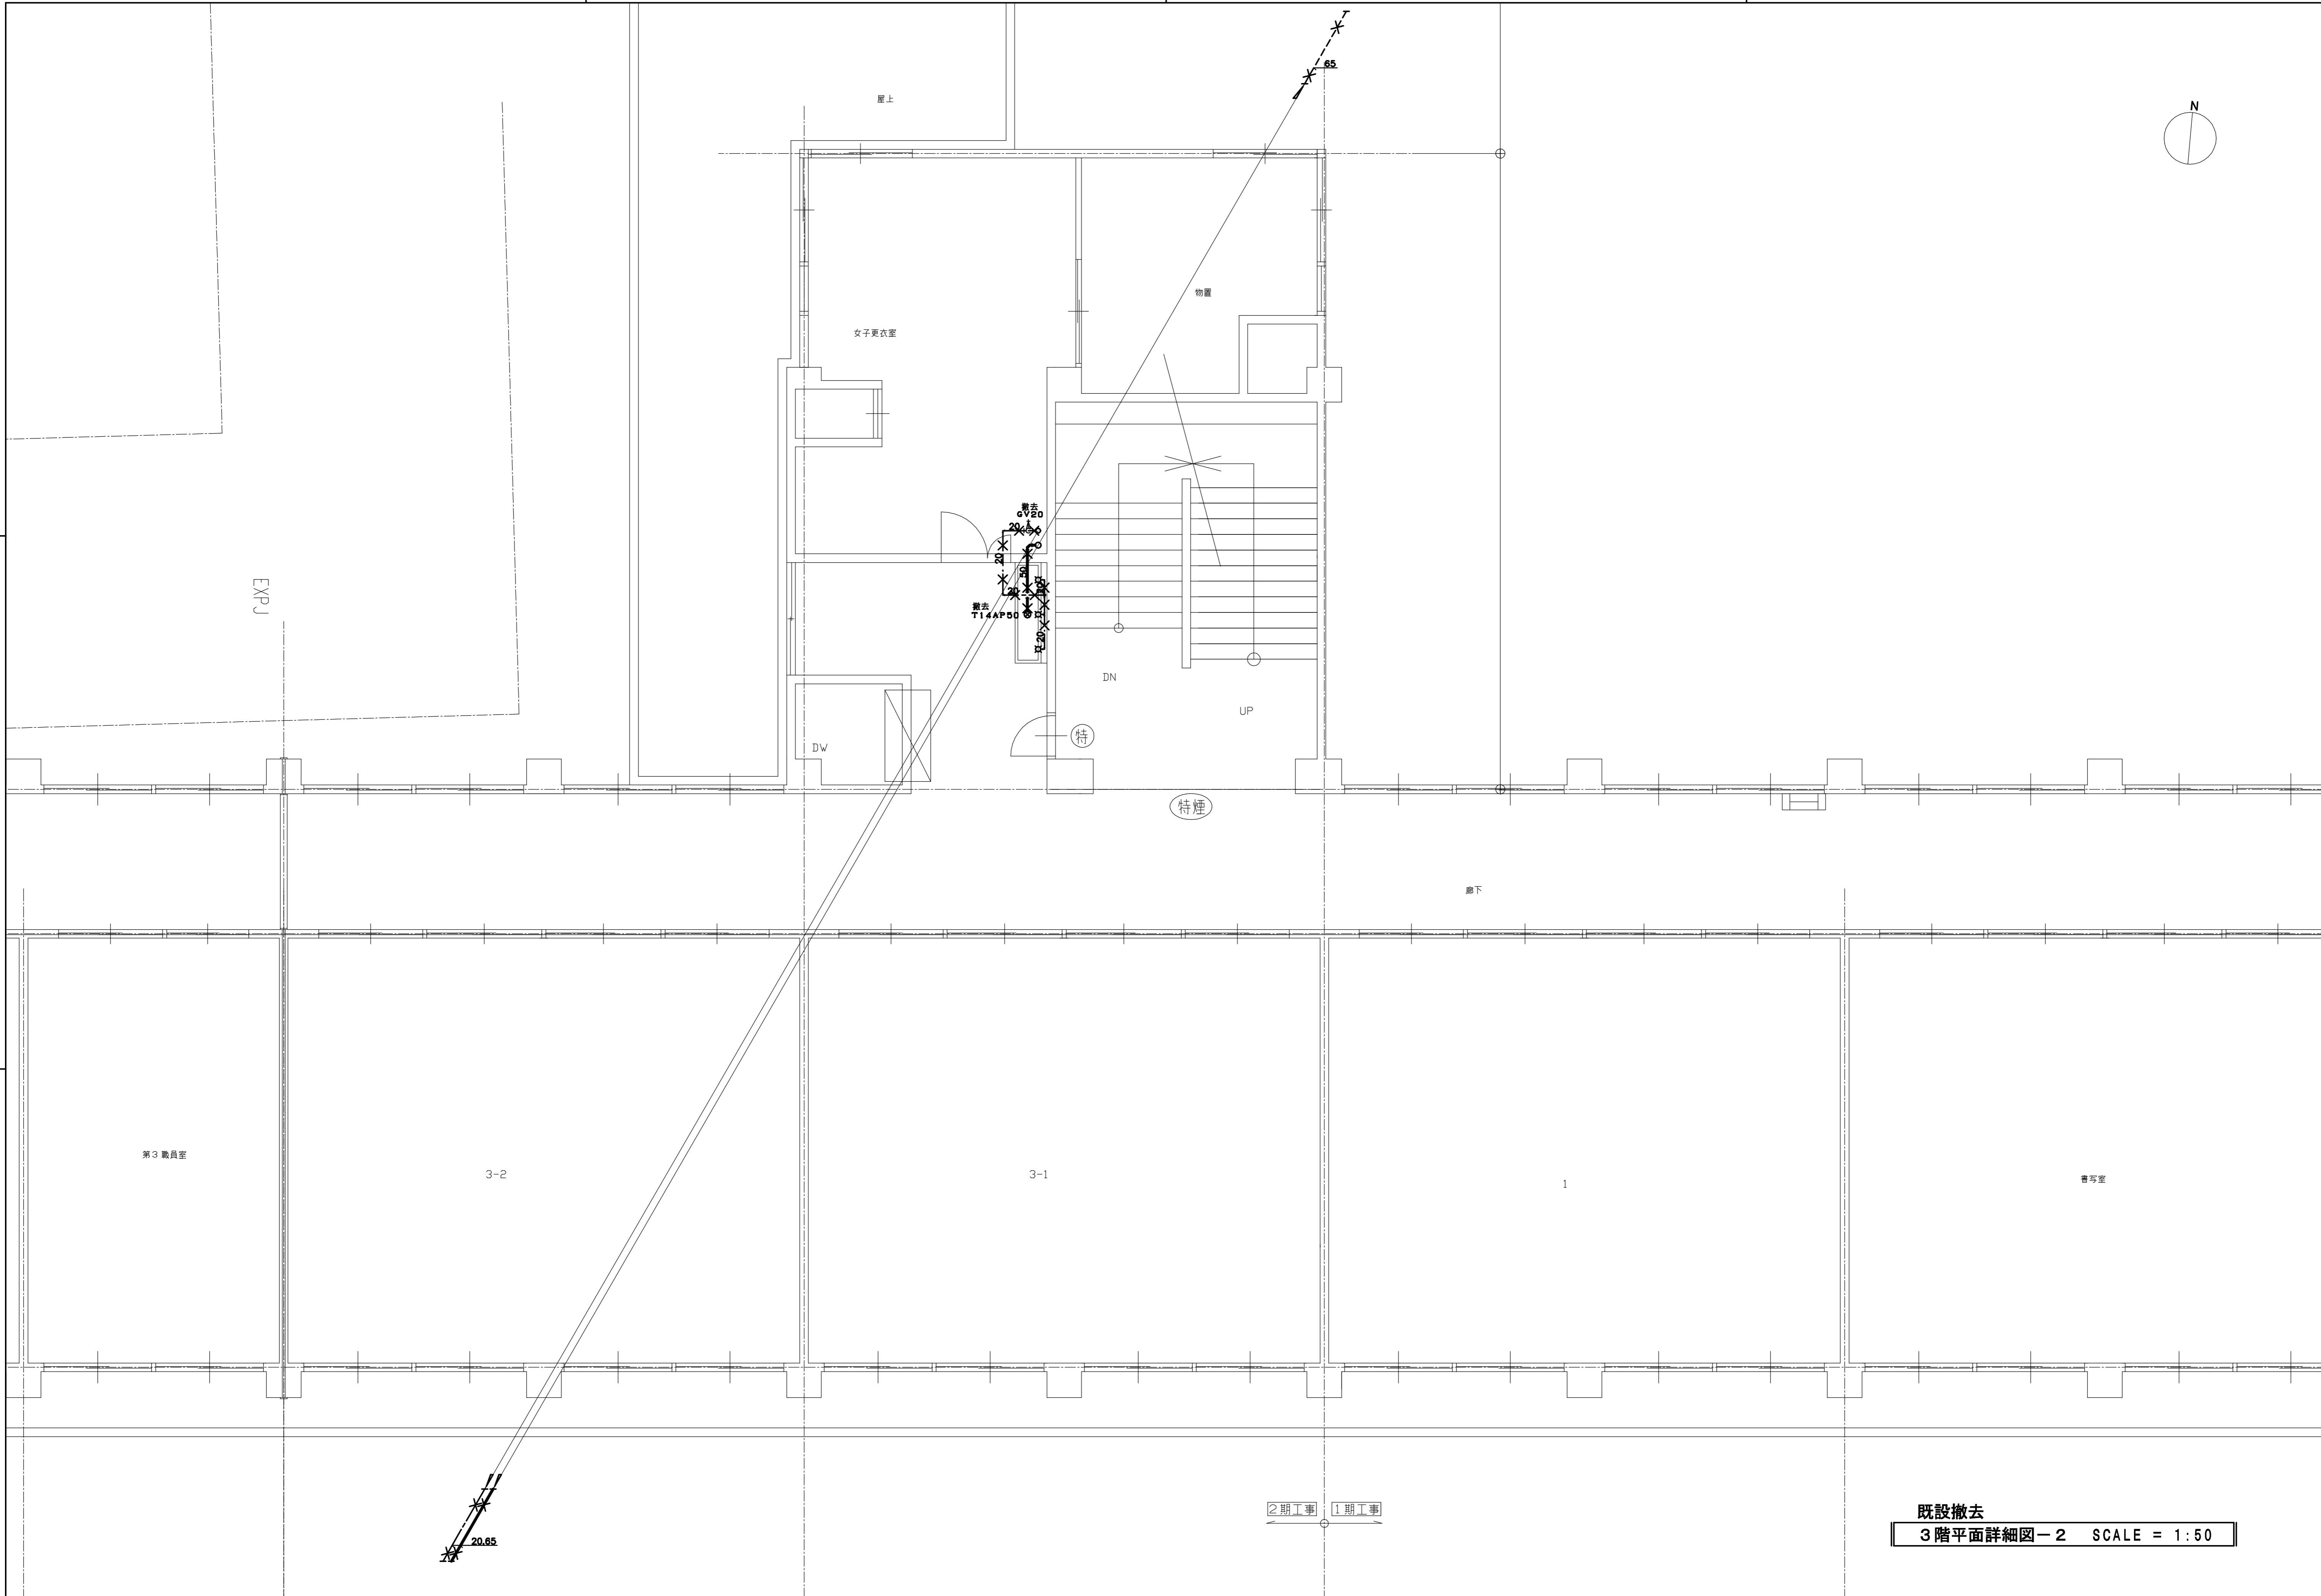 65
N
屋上
物置
女子更衣室
撤去
GV20
20
20
50
20
撤去
T14AP50
20
EXPJ
DN
UP
DW
特
特煙
廊下
第3職員室
3-2
3-1
1
書写室
2期工事
1期工事
20.65
既設撤去
3階平面詳細図－2 SCALE = 1:50